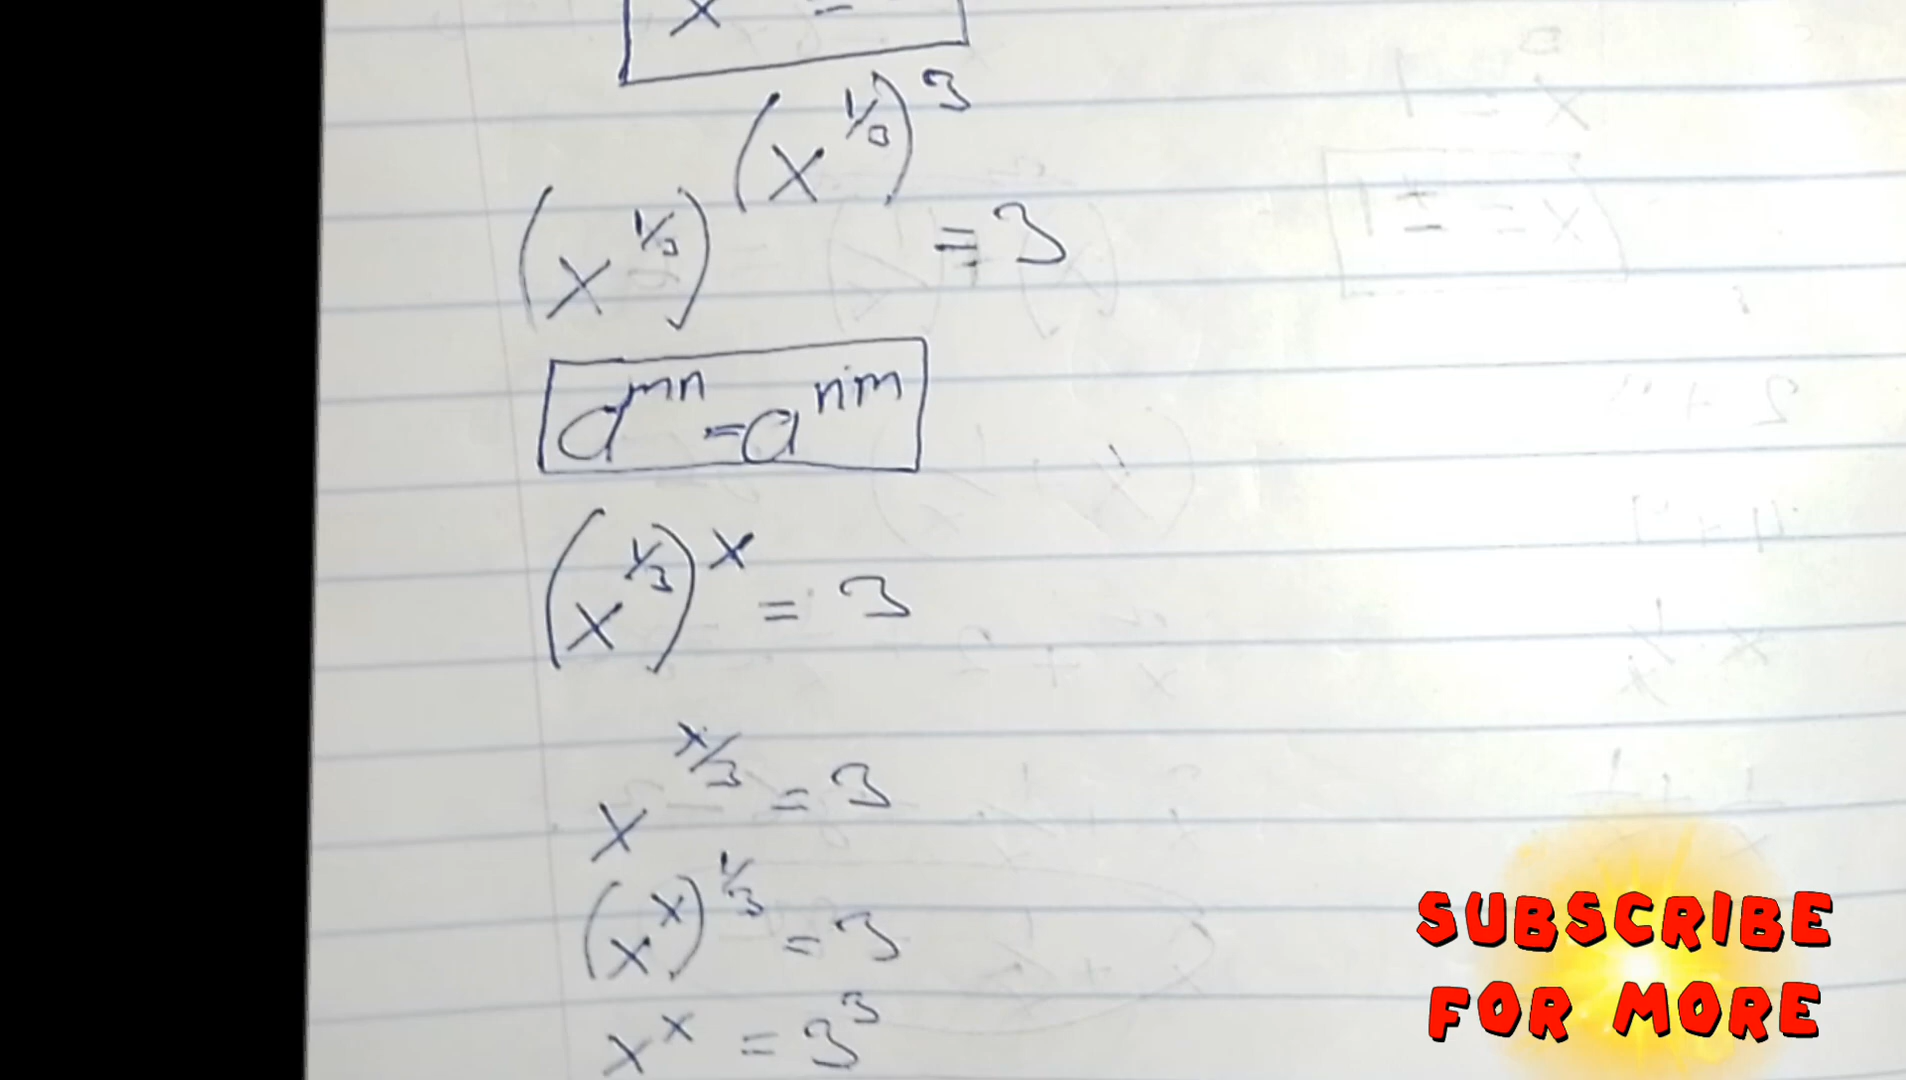 x =
(x^1/3)^(x^1/3)^3 = 3
a^mn = a^nm
(x^1/3)^x = 3
x^x/3 = 3
(x^x)^1/3 = 3
x^x = 3^3
SUBSCRIBE
FOR MORE